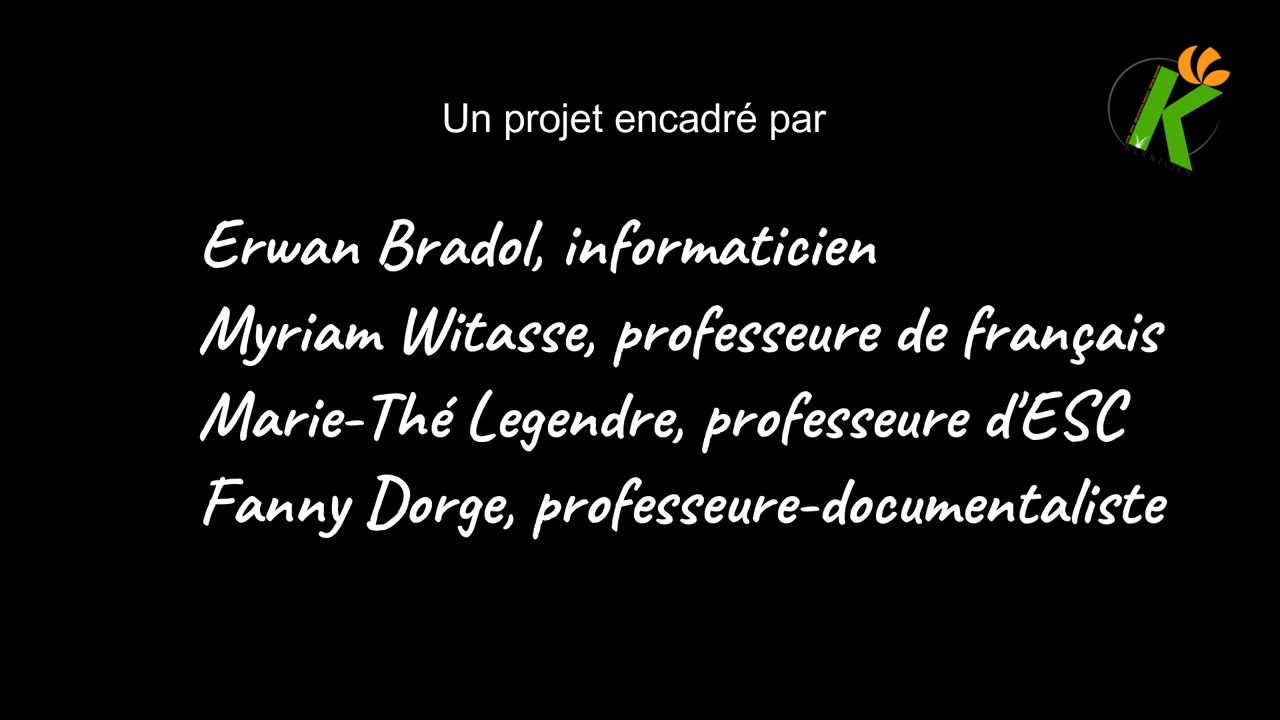 Un projet encadré par
Erwan Bradol, informaticien
Myriam Witasse, professeure de français
Marie-Thé Legendre, professeure d'ESC
Fanny Dorge, professeure-documentaliste